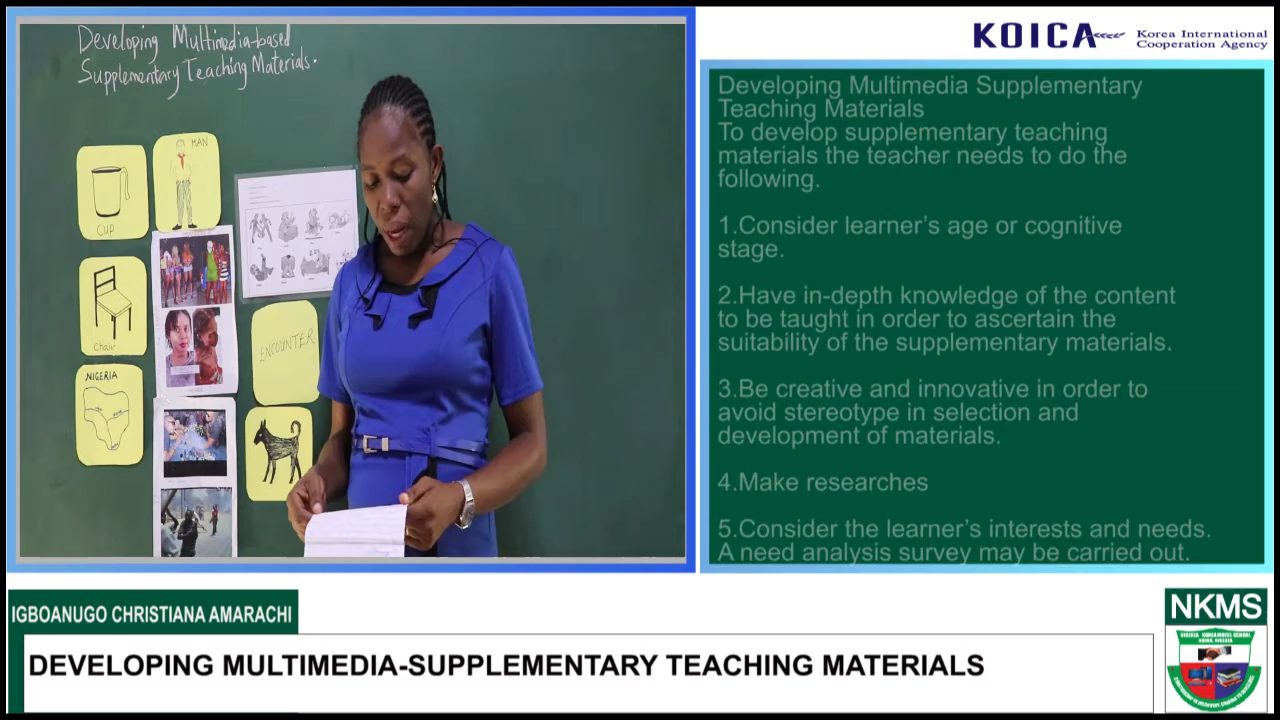 Developing Multimedia-based
Supplementary Teaching Materials.
MAN
CUP
Chair
ENCOUNTER
NIGERIA
KOICA
Korea International
Cooperation Agency
Developing Multimedia Supplementary
Teaching Materials
To develop supplementary teaching
materials the teacher needs to do the
following.
1.Consider learner's age or cognitive
stage.
2.Have in-depth knowledge of the content
to be taught in order to ascertain the
suitability of the supplementary materials.
3.Be creative and innovative in order to
avoid stereotype in selection and
development of materials.
4.Make researches
5.Consider the learner's interests and needs.
A need analysis survey may be carried out.
IGBOANUGO CHRISTIANA AMARACHI
DEVELOPING MULTIMEDIA-SUPPLEMENTARY TEACHING MATERIALS
NKMS